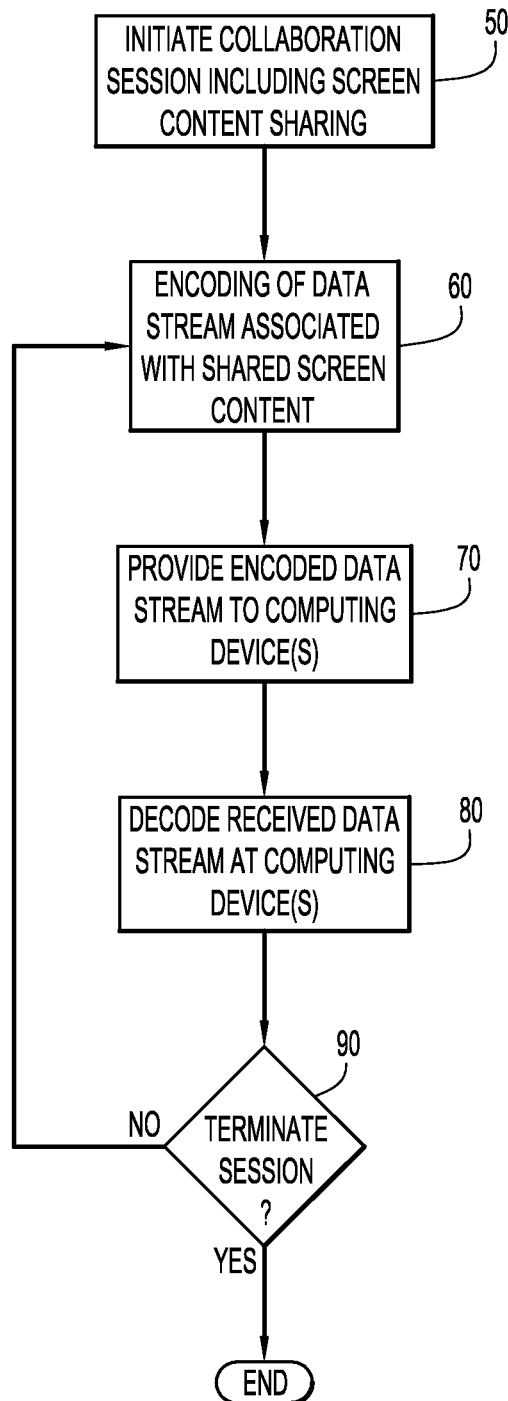 50
INITIATE COLLABORATION
SESSION INCLUDING SCREEN
CONTENT SHARING
60
ENCODING OF DATA
STREAM ASSOCIATED
WITH SHARED SCREEN
CONTENT
70
PROVIDE ENCODED DATA
STREAM TO COMPUTING
DEVICE(S)
80
DECODE RECEIVED DATA
STREAM AT COMPUTING
DEVICE(S)
90
NO
TERMINATE
SESSION
?
YES
END